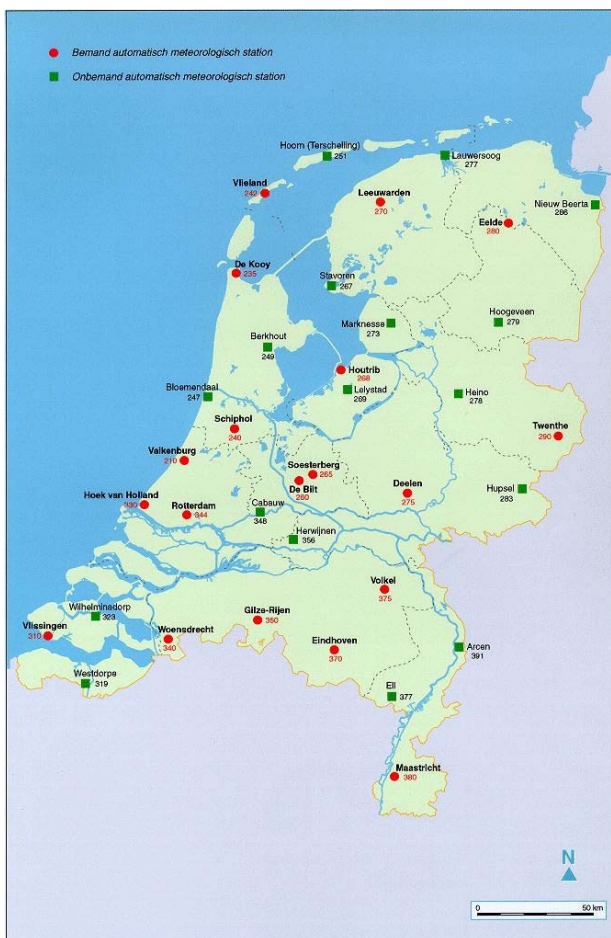 Bemand automatisch meteorologisch station
Onbemand automatisch meteorologisch station
Hoorn (Terschelling)
251
Lauwersoog
277
Vlieland
242
Leeuwarden
270
Nieuw Beerta
286
Eelde
280
De Kooy
235
Stavoren
267
Hoogeveen
279
Marknesse
273
Berkhout
249
Houtrib
268
Lelystad
269
Heino
278
Bloemendaal
247
Schiphol
240
Twenthe
290
Valkenburg
210
Soesterberg
265
De Bilt
260
Deelen
275
Hupsel
283
Hoek van Holland
330
Rotterdam
344
Cabauw
348
Herwijnen
356
Volkel
375
Wilhelminadorp
323
Vlissingen
310
Gilze-Rijen
350
Woensdrecht
340
Eindhoven
370
Arcen
391
Westdorpe
319
Ell
377
Maastricht
380
N
0 50 km